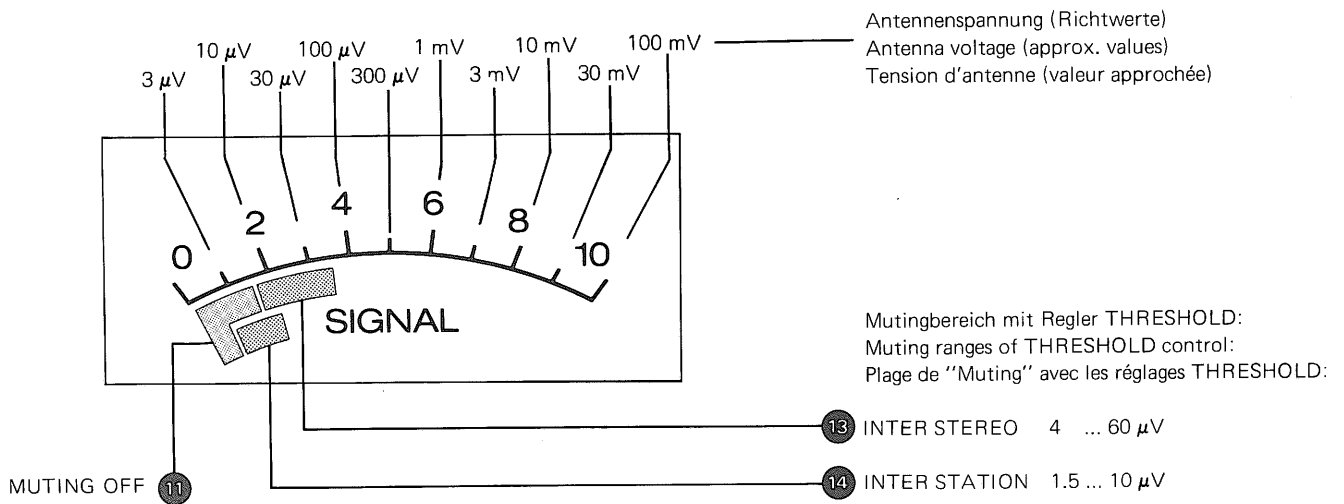 Antennenspannung (Richtwerte)
Antenna voltage (approx. values)
Tension d'antenne (valeur approchée)
10 μV 100 μV 1 mV 10 mV 100 mV
3 μV 30 μV 300 μV 3 mV 30 mV
0 2 4 6 8 10
SIGNAL
Mutingbereich mit Regler THRESHOLD:
Muting ranges of THRESHOLD control:
Plage de "Muting" avec les réglages THRESHOLD:
13 INTER STEREO 4 ... 60 μV
MUTING OFF 11
14 INTER STATION 1.5 ... 10 μV